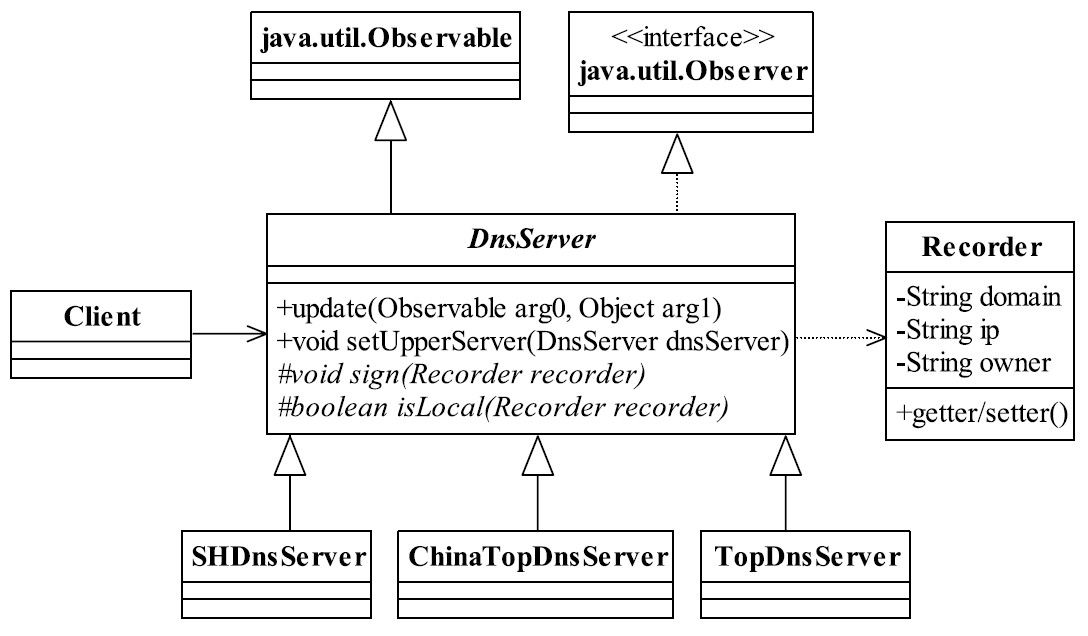 java.util.Observable
<<interface>>
java.util.Observer
DnsServer
+update(Observable arg0, Object arg1)
+void setUpperServer(DnsServer dnsServer)
#void sign(Recorder recorder)
#boolean isLocal(Recorder recorder)
Client
Recorder
-String domain
-String ip
-String owner
+getter/setter()
SHDnsServer
ChinaTopDnsServer
TopDnsServer